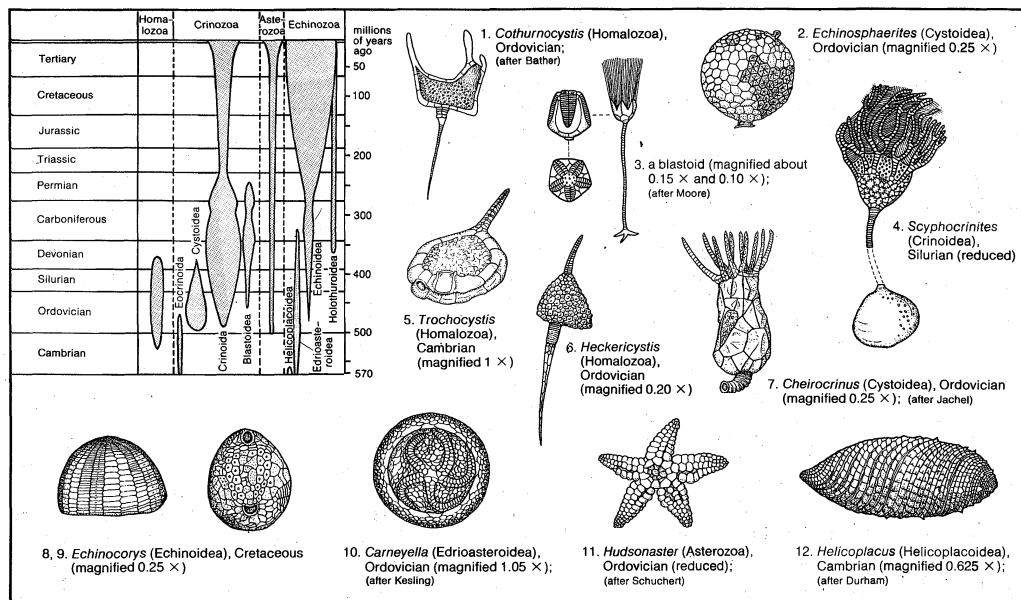 Homa-
lozoa
Crinozoa
Aste-
rozoa
Echinozoa
millions
of years
ago
Tertiary
50
Cretaceous
100
Jurassic
Triassic
200
Permian
Carboniferous
300
Devonian
Silurian
400
Ordovician
500
Cambrian
570
Eocrinoida
Cystoidea
Crinoida
Blastoidea
Helicoplacoidea
Edrioaste-
roidea
Echinoidea
Holothuroidea
1. Cothurnocystis (Homalozoa),
Ordovician;
(after Bather)
2. Echinosphaerites (Cystoidea),
Ordovician (magnified 0.25 ×)
3. a blastoid (magnified about
0.15 × and 0.10 ×);
(after Moore)
4. Scyphocrinites
(Crinoidea),
Silurian (reduced)
5. Trochocystis
(Homalozoa),
Cambrian
(magnified 1 ×)
6. Heckericystis
(Homalozoa),
Ordovician
(magnified 0.20 ×)
7. Cheirocrinus (Cystoidea), Ordovician
(magnified 0.25 ×); (after Jachel)
8, 9. Echinocorys (Echinoidea), Cretaceous
(magnified 0.25 ×)
10. Carneyella (Edrioasteroidea),
Ordovician (magnified 1.05 ×);
(after Kesling)
11. Hudsonaster (Asterozoa),
Ordovician (reduced);
(after Schuchert)
12. Helicoplacus (Helicoplacoidea),
Cambrian (magnified 0.625 ×);
(after Durham)